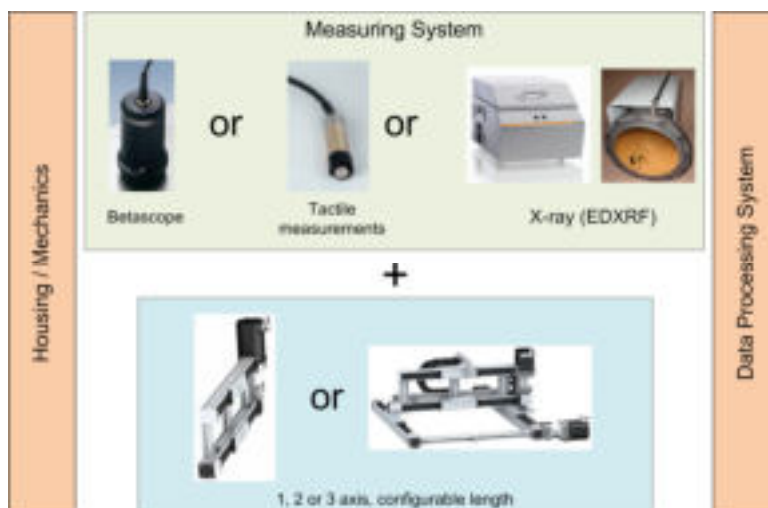 Measuring System
or
or
Betascope
Tactile
measurements
X-ray (EDXRF)
Housing / Mechanics
Data Processing System
+
or
1, 2 or 3 axis, configurable length